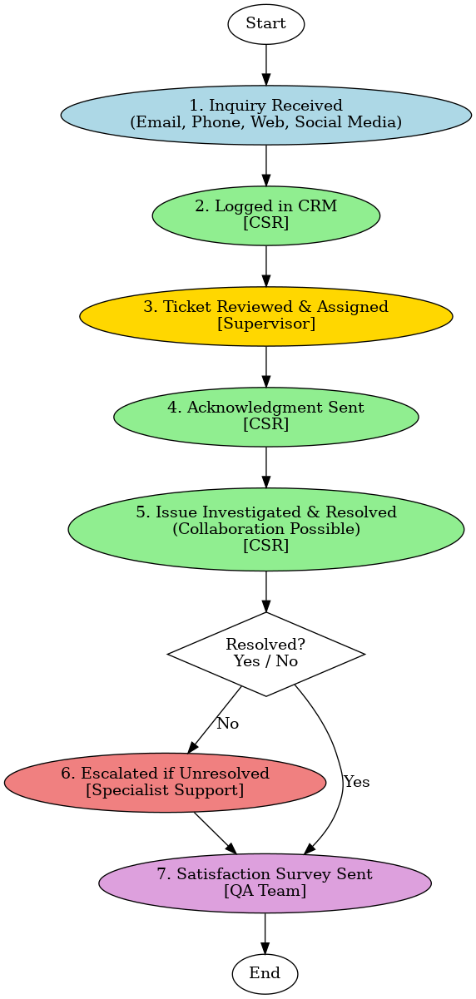 Start
1. Inquiry Received
(Email, Phone, Web, Social Media)
2. Logged in CRM
[CSR]
3. Ticket Reviewed & Assigned
[Supervisor]
4. Acknowledgment Sent
[CSR]
5. Issue Investigated & Resolved
(Collaboration Possible)
[CSR]
Resolved?
Yes / No
No
6. Escalated if Unresolved
[Specialist Support]
Yes
7. Satisfaction Survey Sent
[QA Team]
End